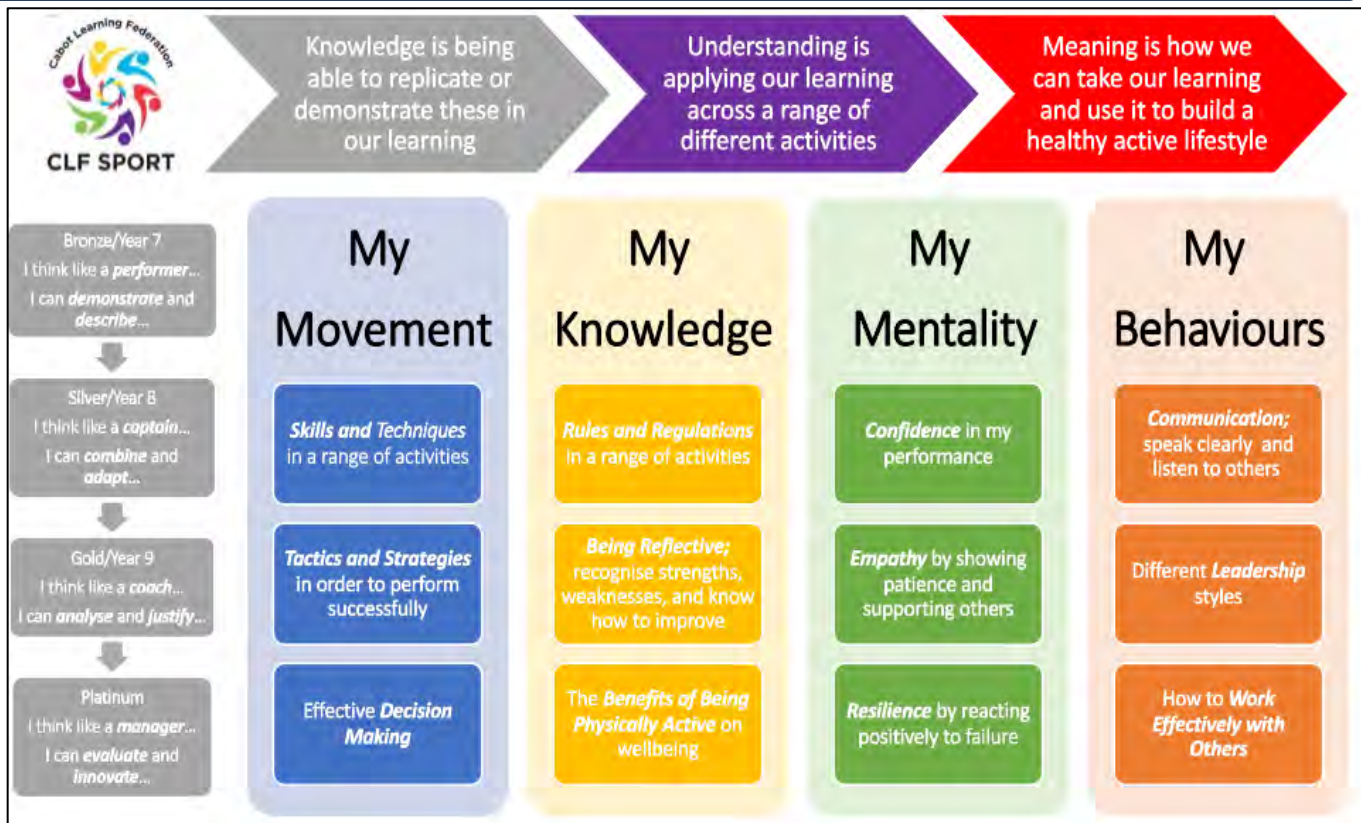 Cabot Learning Federation
CLF SPORT
Knowledge is being
able to replicate or
demonstrate these in
our learning
Understanding is
applying our learning
across a range of
different activities
Meaning is how we
can take our learning
and use it to build a
healthy active lifestyle
Bronze/Year 7
I think like a performer...
I can demonstrate and
describe...
Silver/Year 8
I think like a captain...
I can combine and
adapt...
Gold/Year 9
I think like a coach...
I can analyse and justify...
Platinum
I think like a manager...
I can evaluate and
innovate...
My
Movement
Skills and Techniques
in a range of activities
Tactics and Strategies
in order to perform
successfully
Effective Decision
Making
My
Knowledge
Rules and Regulations
in a range of activities
Being Reflective;
recognise strengths,
weaknesses, and know
how to improve
The Benefits of Being
Physically Active on
wellbeing
My
Mentality
Confidence in my
performance
Empathy by showing
patience and
supporting others
Resilience by reacting
positively to failure
My
Behaviours
Communication;
speak clearly and
listen to others
Different Leadership
styles
How to Work
Effectively with
Others